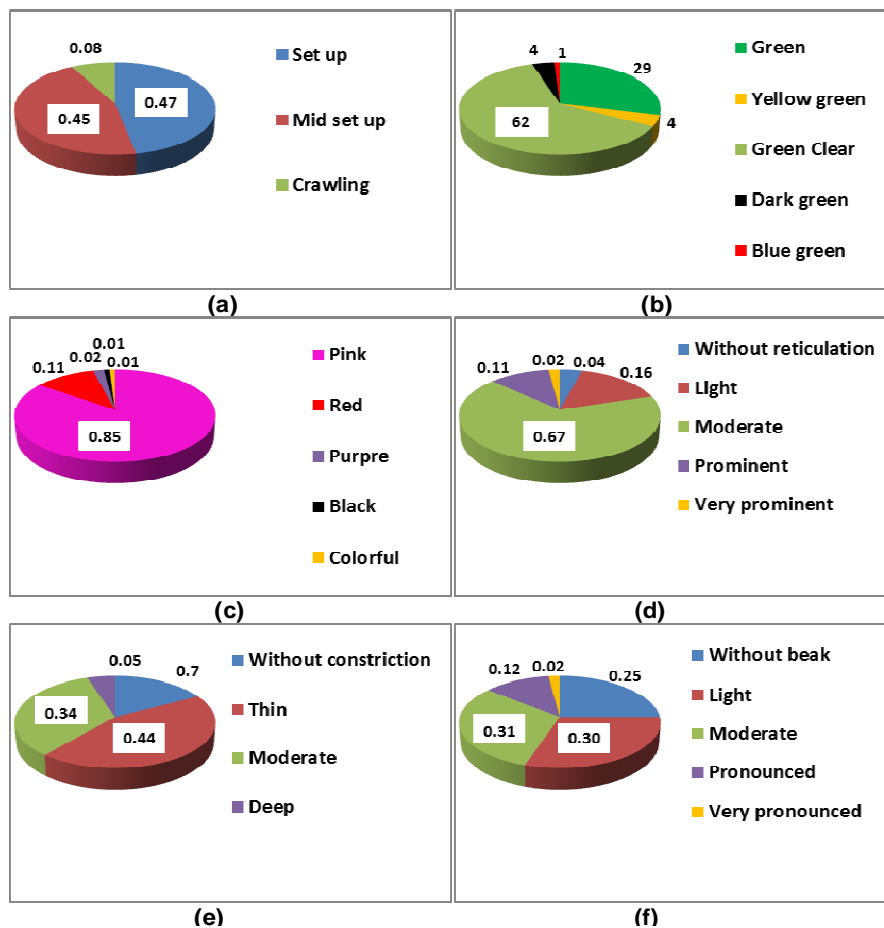 0.08
0.47
0.45
Set up
Mid set up
Crawling
(a)
4
1
29
4
62
Green
Yellow green
Green Clear
Dark green
Blue green
(b)
0.01
0.02
0.01
0.11
0.85
Pink
Red
Purpre
Black
Colorful
(c)
0.02
0.04
0.11
0.16
0.67
Without reticulation
Light
Moderate
Prominent
Very prominent
(d)
0.05
0.7
0.34
0.44
Without constriction
Thin
Moderate
Deep
(e)
0.02
0.12
0.25
0.31
0.30
Without beak
Light
Moderate
Pronounced
Very pronounced
(f)